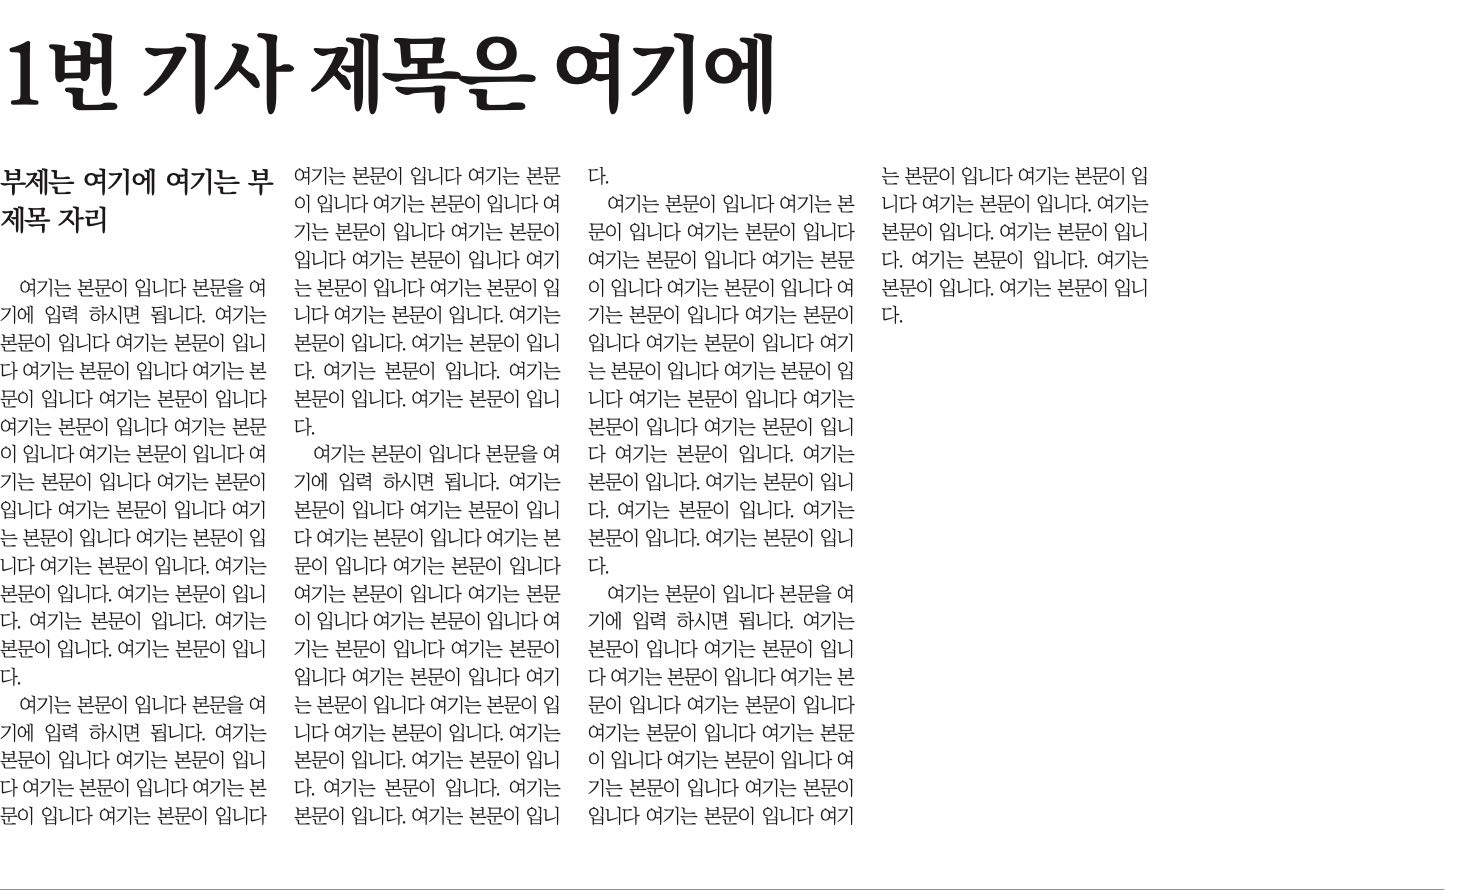 1번 기사 제목은 여기에
부제는 여기에 여기는 부
제목 자리
여기는 본문이 입니다 본문을 여
기에 입력 하시면 됩니다. 여기는
본문이 입니다 여기는 본문이 입니
다 여기는 본문이 입니다 여기는 본
문이 입니다 여기는 본문이 입니다
여기는 본문이 입니다 여기는 본문
이 입니다 여기는 본문이 입니다 여
기는 본문이 입니다 여기는 본문이
입니다 여기는 본문이 입니다 여기
는 본문이 입니다 여기는 본문이 입
니다 여기는 본문이 입니다. 여기는
본문이 입니다. 여기는 본문이 입니
다. 여기는 본문이 입니다. 여기는
본문이 입니다. 여기는 본문이 입니
다.
여기는 본문이 입니다 본문을 여
기에 입력 하시면 됩니다. 여기는
본문이 입니다 여기는 본문이 입니
다 여기는 본문이 입니다 여기는 본
문이 입니다 여기는 본문이 입니다
여기는 본문이 입니다 여기는 본문
이 입니다 여기는 본문이 입니다 여
기는 본문이 입니다 여기는 본문이
입니다 여기는 본문이 입니다 여기
는 본문이 입니다 여기는 본문이 입
니다 여기는 본문이 입니다. 여기는
본문이 입니다. 여기는 본문이 입니
다. 여기는 본문이 입니다. 여기는
본문이 입니다. 여기는 본문이 입니
다.
여기는 본문이 입니다 본문을 여
기에 입력 하시면 됩니다. 여기는
본문이 입니다 여기는 본문이 입니
다 여기는 본문이 입니다 여기는 본
문이 입니다 여기는 본문이 입니다
여기는 본문이 입니다 여기는 본문
이 입니다 여기는 본문이 입니다 여
기는 본문이 입니다 여기는 본문이
입니다 여기는 본문이 입니다 여기
는 본문이 입니다 여기는 본문이 입
니다 여기는 본문이 입니다. 여기는
본문이 입니다. 여기는 본문이 입니
다. 여기는 본문이 입니다. 여기는
본문이 입니다. 여기는 본문이 입니
다.
여기는 본문이 입니다 여기는 본
문이 입니다 여기는 본문이 입니다
여기는 본문이 입니다 여기는 본문
이 입니다 여기는 본문이 입니다 여
기는 본문이 입니다 여기는 본문이
입니다 여기는 본문이 입니다 여기
는 본문이 입니다 여기는 본문이 입
니다 여기는 본문이 입니다 여기는
본문이 입니다 여기는 본문이 입니
다 여기는 본문이 입니다. 여기는
본문이 입니다. 여기는 본문이 입니
다. 여기는 본문이 입니다. 여기는
본문이 입니다. 여기는 본문이 입니
다.
여기는 본문이 입니다 본문을 여
기에 입력 하시면 됩니다. 여기는
본문이 입니다 여기는 본문이 입니
다 여기는 본문이 입니다 여기는 본
문이 입니다 여기는 본문이 입니다
여기는 본문이 입니다 여기는 본문
이 입니다 여기는 본문이 입니다 여
기는 본문이 입니다 여기는 본문이
입니다 여기는 본문이 입니다 여기
는 본문이 입니다 여기는 본문이 입
니다 여기는 본문이 입니다. 여기는
본문이 입니다. 여기는 본문이 입니
다. 여기는 본문이 입니다. 여기는
본문이 입니다. 여기는 본문이 입니
다.